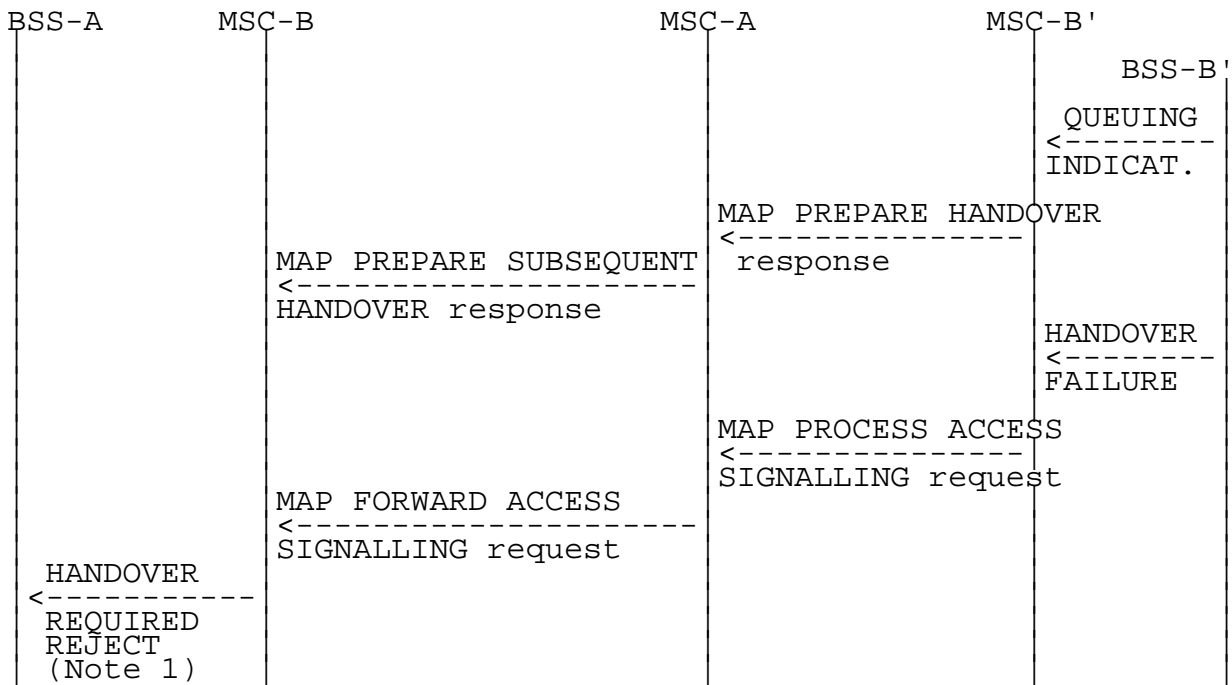 BSS-A MSC-B MSC-A MSC-B'
BSS-B'
QUEUING
INDICAT.
MAP PREPARE HANDOVER
response
MAP PREPARE SUBSEQUENT
HANDOVER response
HANDOVER
FAILURE
MAP PROCESS ACCESS
SIGNALLING request
MAP FORWARD ACCESS
SIGNALLING request
HANDOVER
REQUIRED
REJECT
(Note 1)